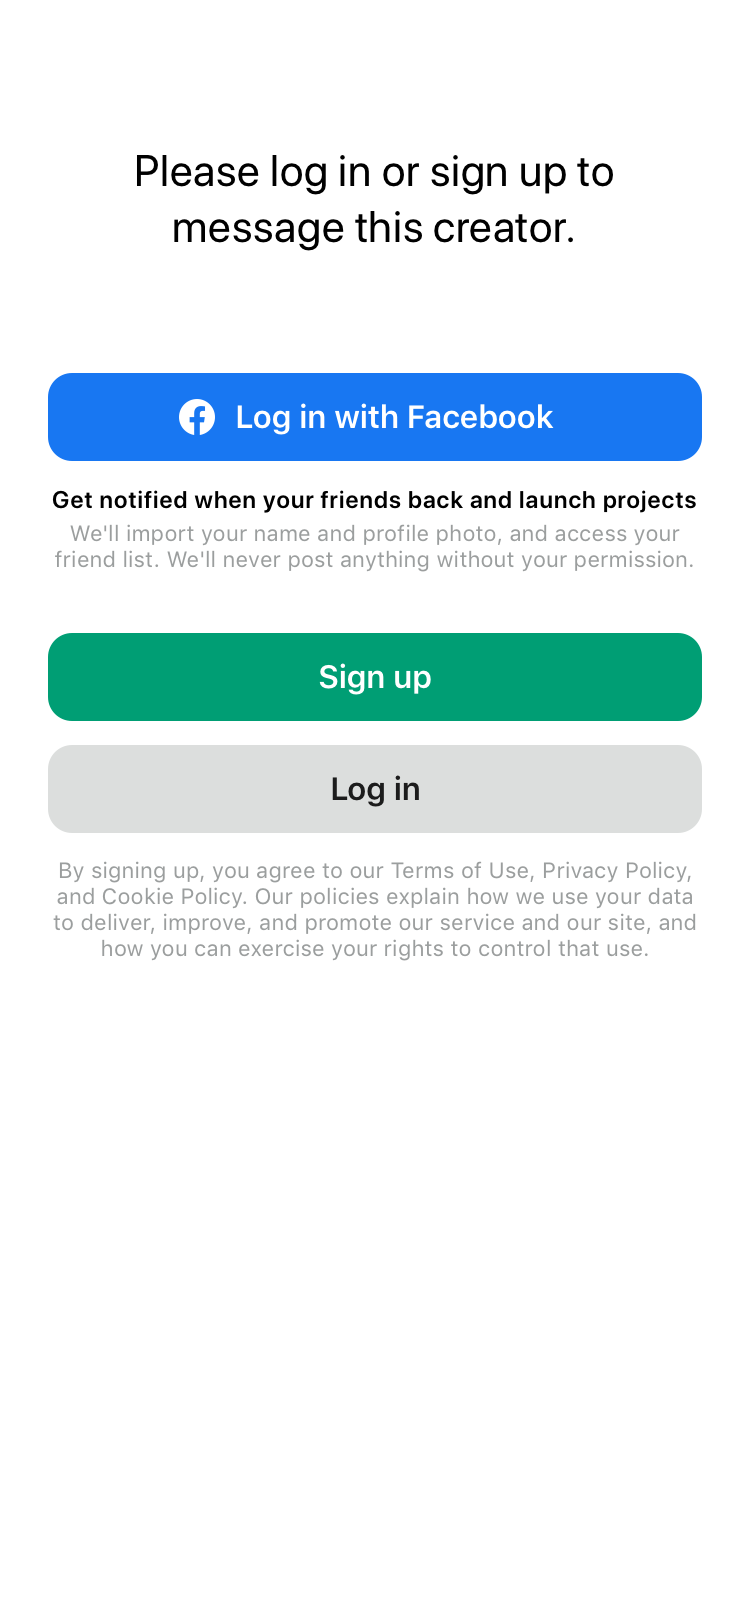 Please log in or sign up to
message this creator.
Log in with Facebook
Get notified when your friends back and launch projects
We'll import your name and profile photo, and access your
friend list. We'll never post anything without your permission.
Sign up
Log in
By signing up, you agree to our Terms of Use, Privacy Policy,
and Cookie Policy. Our policies explain how we use your data
to deliver, improve, and promote our service and our site, and
how you can exercise your rights to control that use.